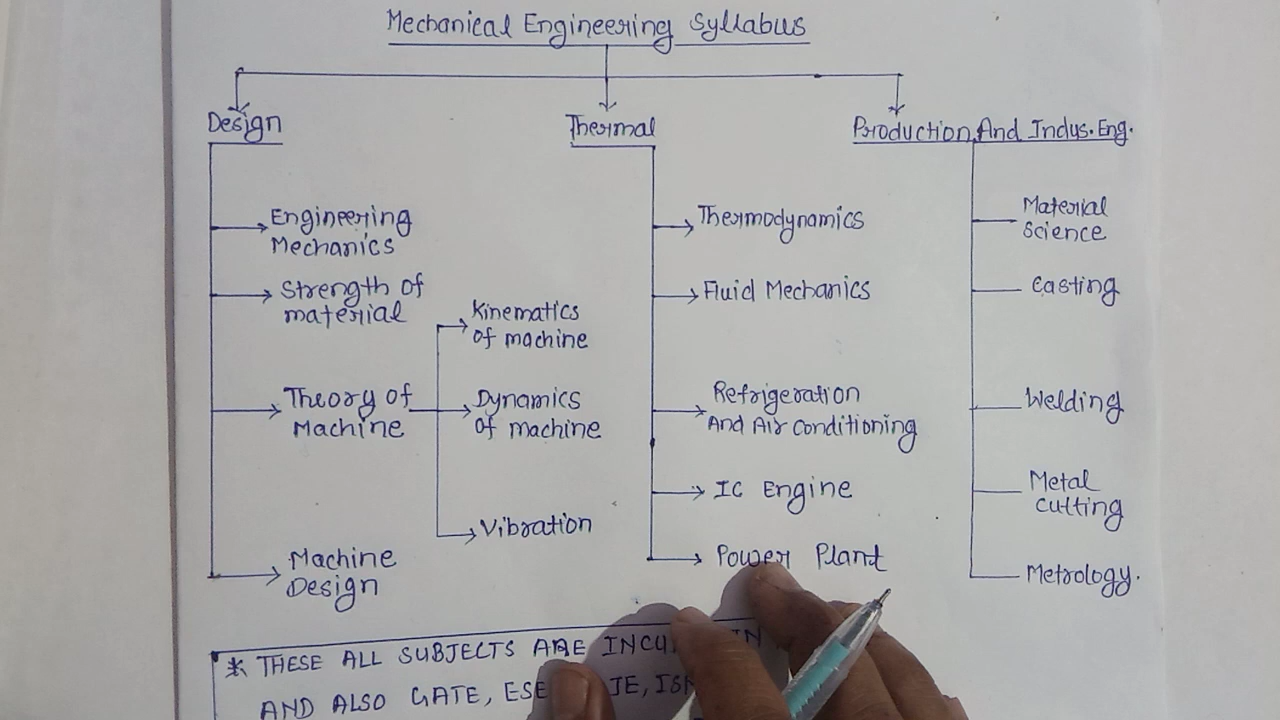 Mechanical Engineering Syllabus
Design
Thermal
Production And Indus. Eng.
Engineering
Mechanics
Strength of
material
Theory of
Machine
Kinematics
of machine
Dynamics
of machine
Vibration
Machine
Design
Thermodynamics
Fluid Mechanics
Refrigeration
And Air conditioning
IC Engine
Power Plant
Material
Science
Casting
Welding
Metal
cutting
Metrology.
* THESE ALL SUBJECTS ARE IN
AND ALSO GATE, ESE JE,